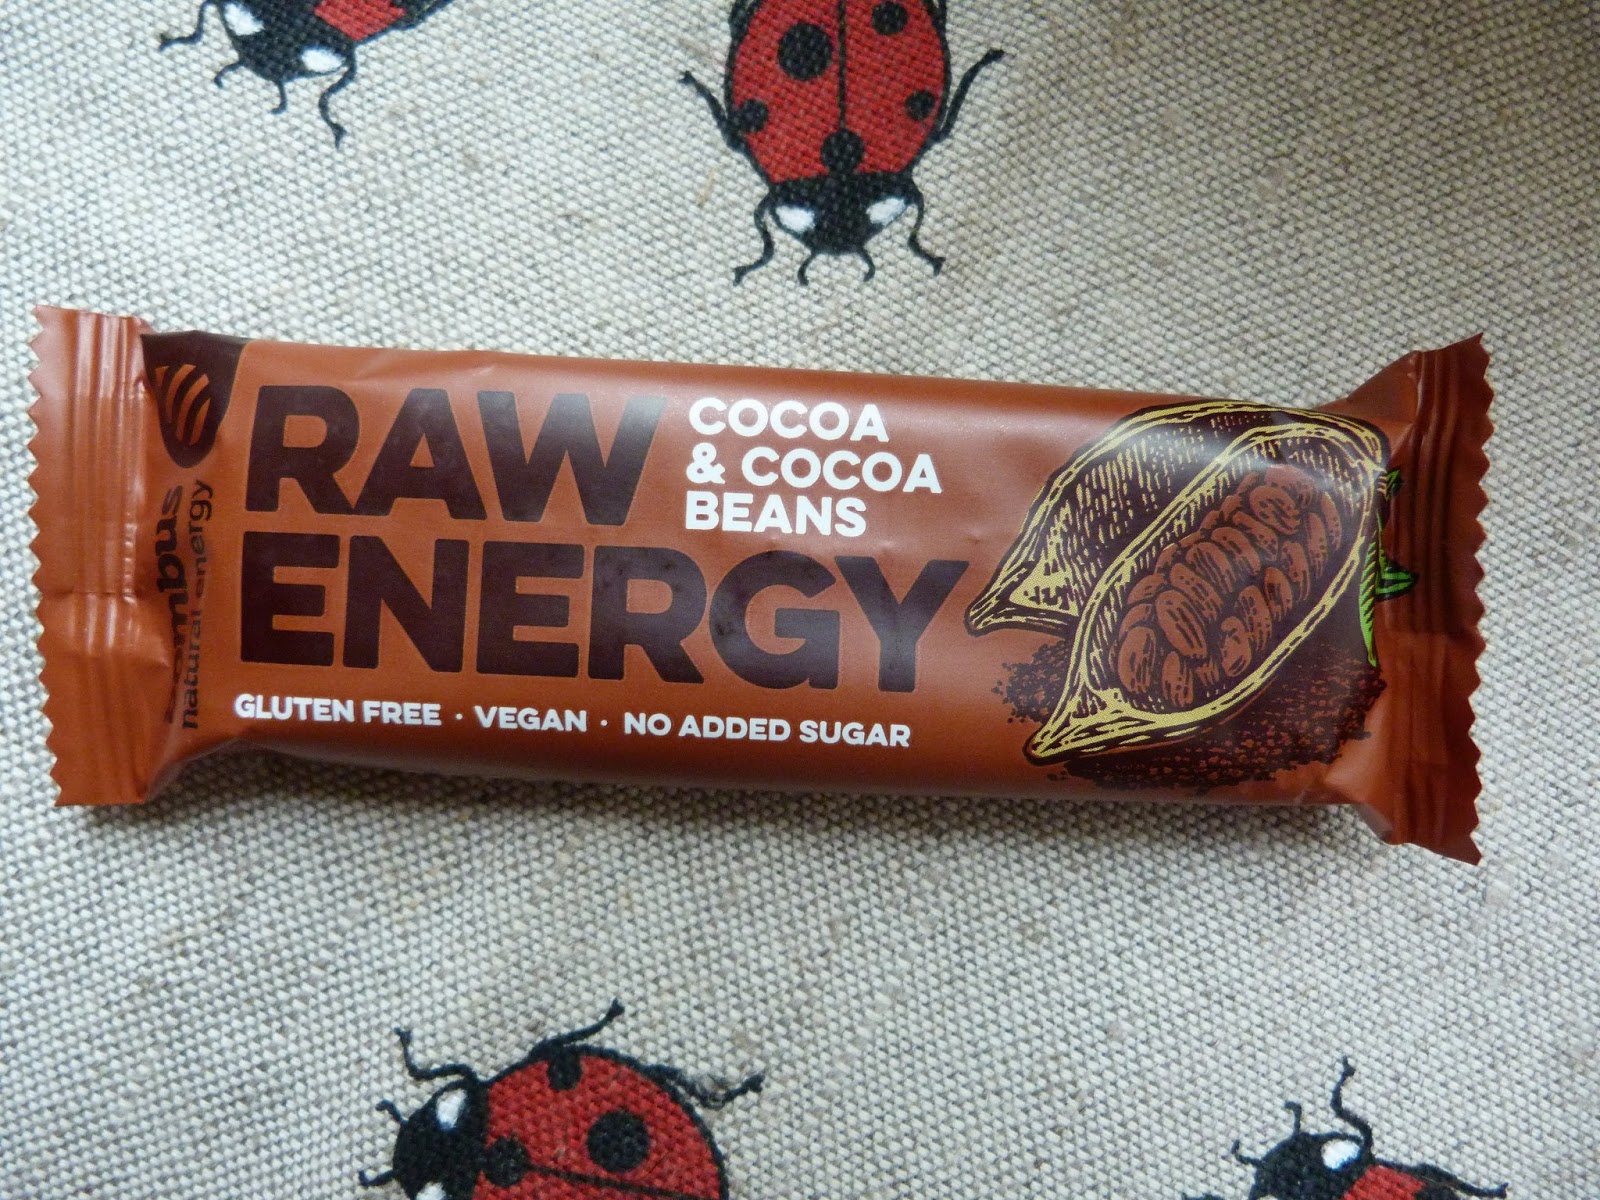 natural energy
RAW
ENERGY
COCOA
& COCOA
BEANS
GLUTEN FREE · VEGAN · NO ADDED SUGAR